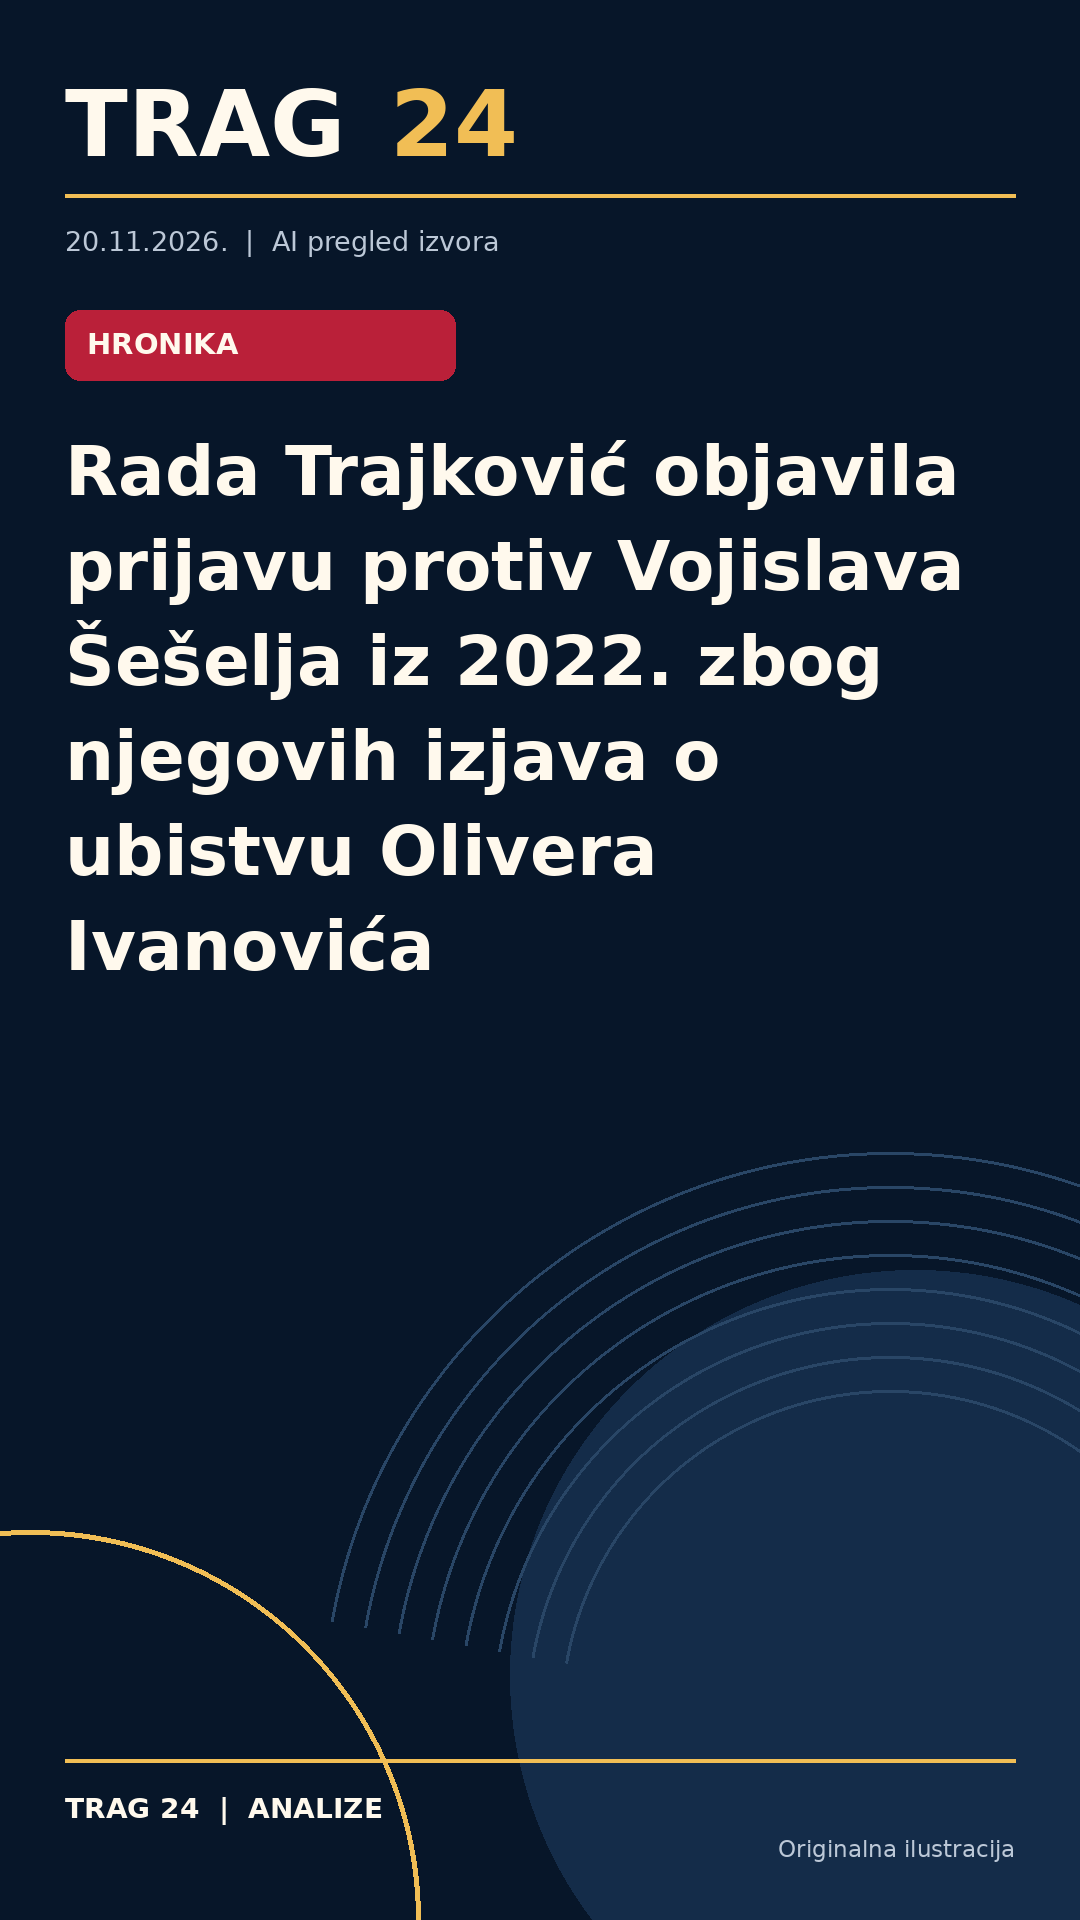 TRAG 24
20.11.2026. | AI pregled izvora
HRONIKA
Rada Trajković objavila
prijavu protiv Vojislava
Šešelja iz 2022. zbog
njegovih izjava o
ubistvu Olivera
Ivanovića
TRAG 24 | ANALIZE
Originalna ilustracija